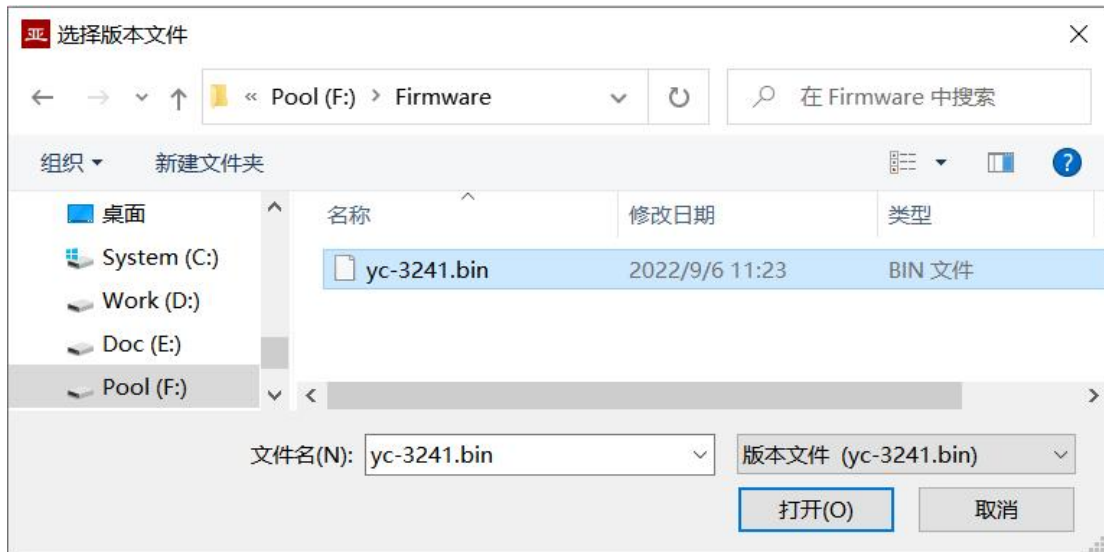 亚 选择版本文件
« Pool (F:) > Firmware
在 Firmware 中搜索
组织 新建文件夹
?
名称 修改日期 类型
桌面
System (C:)
Work (D:)
Doc (E:)
Pool (F:)
yc-3241.bin 2022/9/6 11:23 BIN 文件
文件名(N): yc-3241.bin 版本文件 (yc-3241.bin)
打开(O) 取消